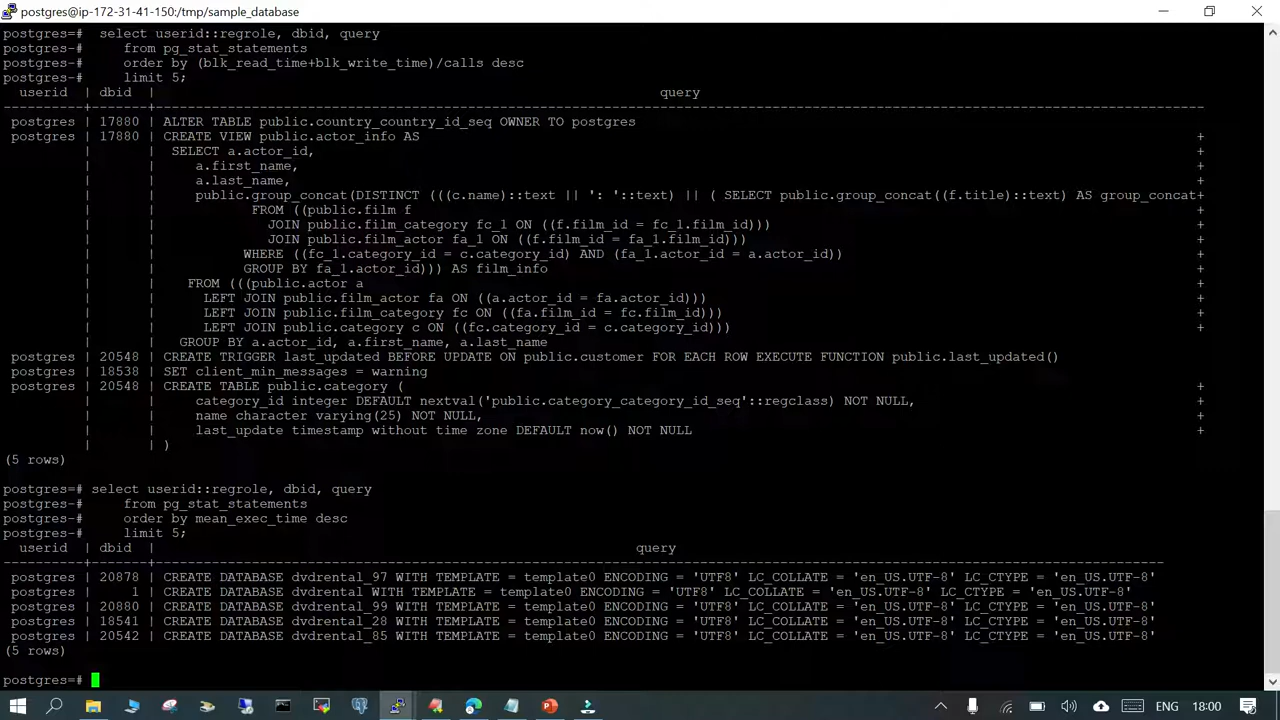 postgres@ip-172-31-41-150:/tmp/sample_database
postgres=#  select userid::regrole, dbid, query
postgres-#     from pg_stat_statements
postgres-#     order by (blk_read_time+blk_write_time)/calls desc
postgres-#     limit 5;
  userid  | dbid  |                                                                query
----------+-------+-----------------------------------------------------------------------------------------------------------------------------------
 postgres | 17880 | ALTER TABLE public.country_country_id_seq OWNER TO postgres
 postgres | 17880 | CREATE VIEW public.actor_info AS                                                                                                 +
          |       |  SELECT a.actor_id,                                                                                                              +
          |       |     a.first_name,                                                                                                                +
          |       |     a.last_name,                                                                                                                 +
          |       |     public.group_concat(DISTINCT (((c.name)::text || ': '::text) || ( SELECT public.group_concat((f.title)::text) AS group_concat+
          |       |            FROM ((public.film f                                                                                                  +
          |       |              JOIN public.film_category fc_1 ON ((f.film_id = fc_1.film_id)))                                                     +
          |       |              JOIN public.film_actor fa_1 ON ((f.film_id = fa_1.film_id)))                                                        +
          |       |           WHERE ((fc_1.category_id = c.category_id) AND (fa_1.actor_id = a.actor_id))                                            +
          |       |           GROUP BY fa_1.actor_id))) AS film_info                                                                                 +
          |       |    FROM (((public.actor a                                                                                                        +
          |       |      LEFT JOIN public.film_actor fa ON ((a.actor_id = fa.actor_id)))                                                             +
          |       |      LEFT JOIN public.film_category fc ON ((fa.film_id = fc.film_id)))                                                           +
          |       |      LEFT JOIN public.category c ON ((fc.category_id = c.category_id)))                                                          +
          |       |   GROUP BY a.actor_id, a.first_name, a.last_name
 postgres | 20548 | CREATE TRIGGER last_updated BEFORE UPDATE ON public.customer FOR EACH ROW EXECUTE FUNCTION public.last_updated()
 postgres | 18538 | SET client_min_messages = warning
 postgres | 20548 | CREATE TABLE public.category (                                                                                                   +
          |       |     category_id integer DEFAULT nextval('public.category_category_id_seq'::regclass) NOT NULL,                                   +
          |       |     name character varying(25) NOT NULL,                                                                                         +
          |       |     last_update timestamp without time zone DEFAULT now() NOT NULL                                                               +
          |       | )
(5 rows)
postgres=# select userid::regrole, dbid, query
postgres-#     from pg_stat_statements
postgres-#     order by mean_exec_time desc
postgres-#     limit 5;
  userid  | dbid  |                                                             query
----------+-------+------------------------------------------------------------------------------------------------------------------------------
 postgres | 20878 | CREATE DATABASE dvdrental_97 WITH TEMPLATE = template0 ENCODING = 'UTF8' LC_COLLATE = 'en_US.UTF-8' LC_CTYPE = 'en_US.UTF-8'
 postgres |     1 | CREATE DATABASE dvdrental WITH TEMPLATE = template0 ENCODING = 'UTF8' LC_COLLATE = 'en_US.UTF-8' LC_CTYPE = 'en_US.UTF-8'
 postgres | 20880 | CREATE DATABASE dvdrental_99 WITH TEMPLATE = template0 ENCODING = 'UTF8' LC_COLLATE = 'en_US.UTF-8' LC_CTYPE = 'en_US.UTF-8'
 postgres | 18541 | CREATE DATABASE dvdrental_28 WITH TEMPLATE = template0 ENCODING = 'UTF8' LC_COLLATE = 'en_US.UTF-8' LC_CTYPE = 'en_US.UTF-8'
 postgres | 20542 | CREATE DATABASE dvdrental_85 WITH TEMPLATE = template0 ENCODING = 'UTF8' LC_COLLATE = 'en_US.UTF-8' LC_CTYPE = 'en_US.UTF-8'
(5 rows)
postgres=#
ENG 18:00